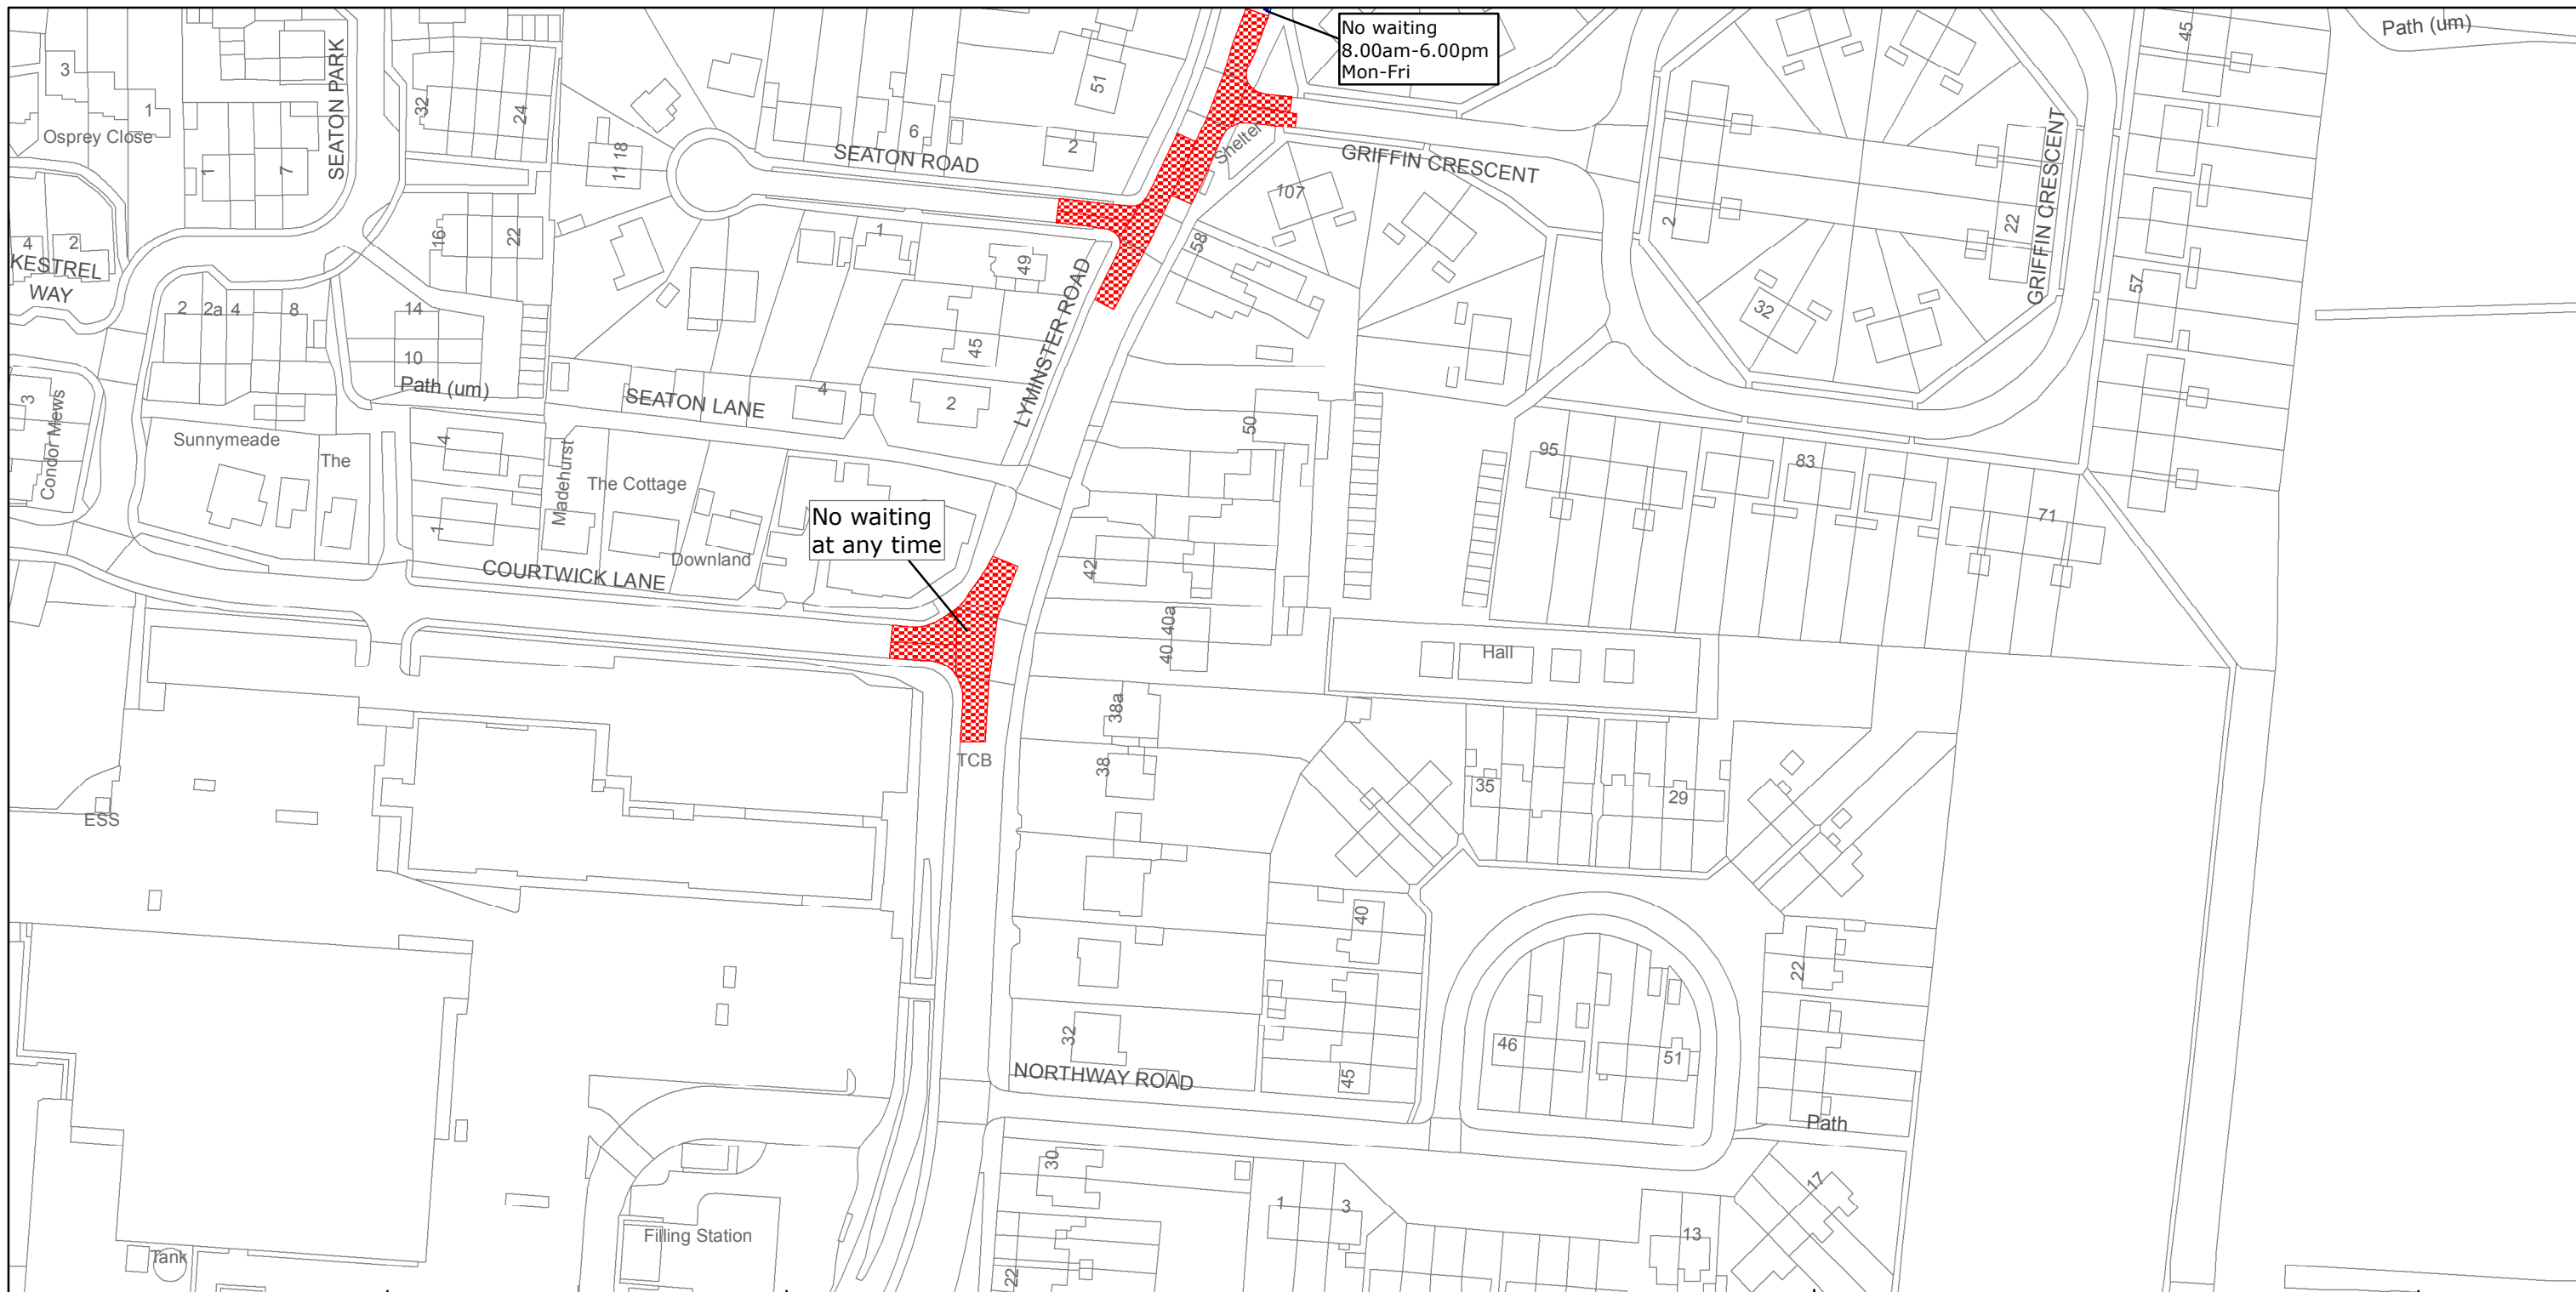 No waiting
8.00am-6.00pm
Mon-Fri
Path (um)
45
3
1
Osprey Close
SEATON PARK
32
24
51
6
2
SEATON ROAD
Shelter
GRIFFIN CRESCENT
GRIFFIN CRESCENT
1
7
1118
107
2
22
4
2
KESTREL
WAY
16
22
1
49
58
57
32
2
2a
4
8
14
10
Path (um)
45
LYMINSTER ROAD
SEATON LANE
4
2
3
Condor Mews
Sunnymeade
The
4
1
Madehurst
The Cottage
Downland
50
95
83
71
No waiting
at any time
COURTWICK LANE
42
40a
40
Hall
38a
38
TCB
35
29
ESS
40
22
32
46
51
45
NORTHWAY ROAD
Path
30
1
3
17
13
Filling Station
Tank
22